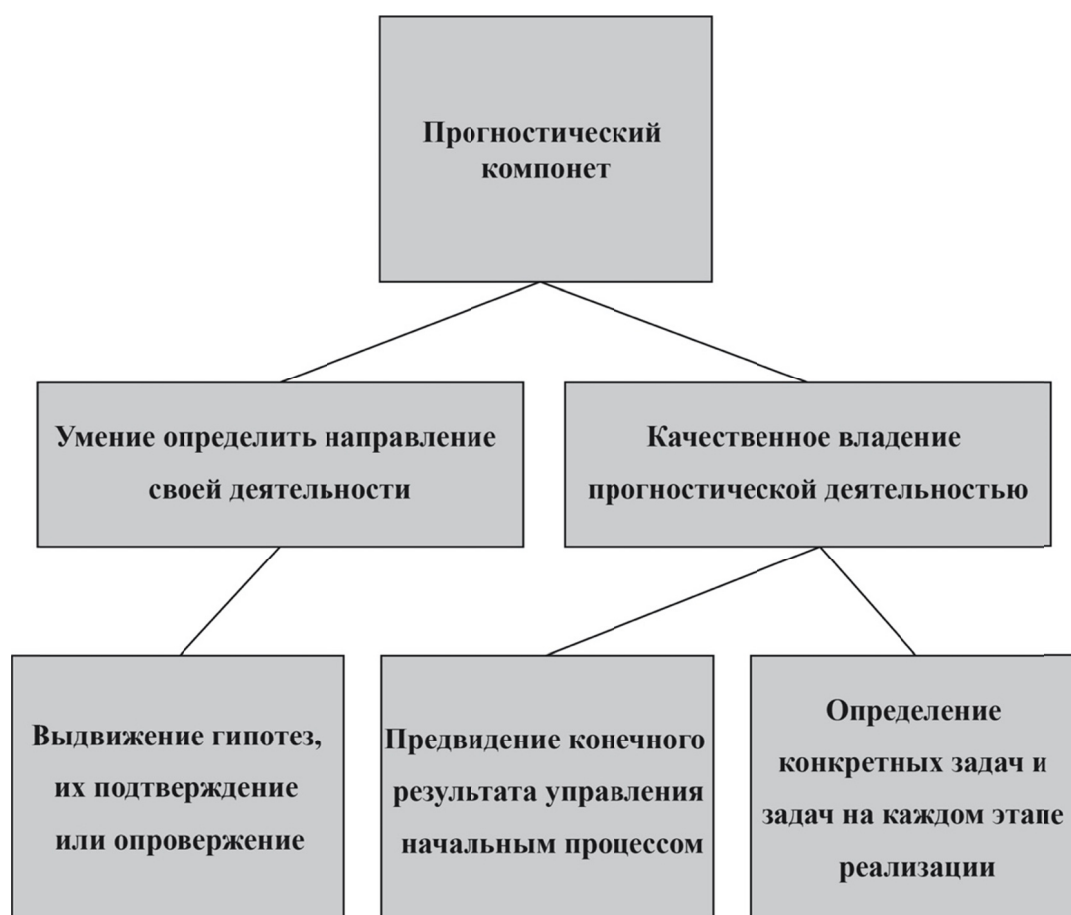 Прогностический
компонет
Умение определить направление
своей деятельности
Качественное владение
прогностической деятельностью
Выдвижение гипотез,
их подтверждение
или опровержение
Предвидение конечного
результата управления
начальным процессом
Определение
конкретных задач и
задач на каждом этапе
реализации